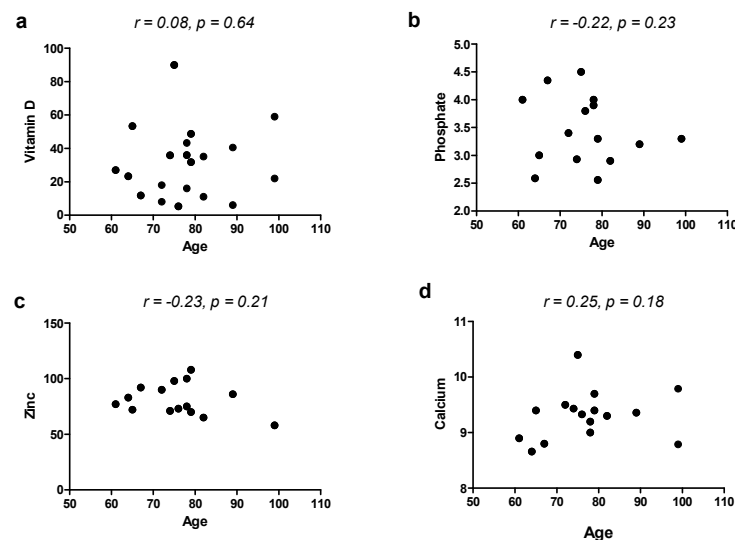 a
r = 0.08, p = 0.64
100
80
60
40
20
0
Vitamin D
50 60 70 80 90 100 110
Age
b
r = -0.22, p = 0.23
5.0
4.5
4.0
3.5
3.0
2.5
2.0
Phosphate
50 60 70 80 90 100 110
Age
c
r = -0.23, p = 0.21
150
100
50
0
Zinc
50 60 70 80 90 100 110
Age
d
r = 0.25, p = 0.18
11
10
9
8
Calcium
50 60 70 80 90 100 110
Age